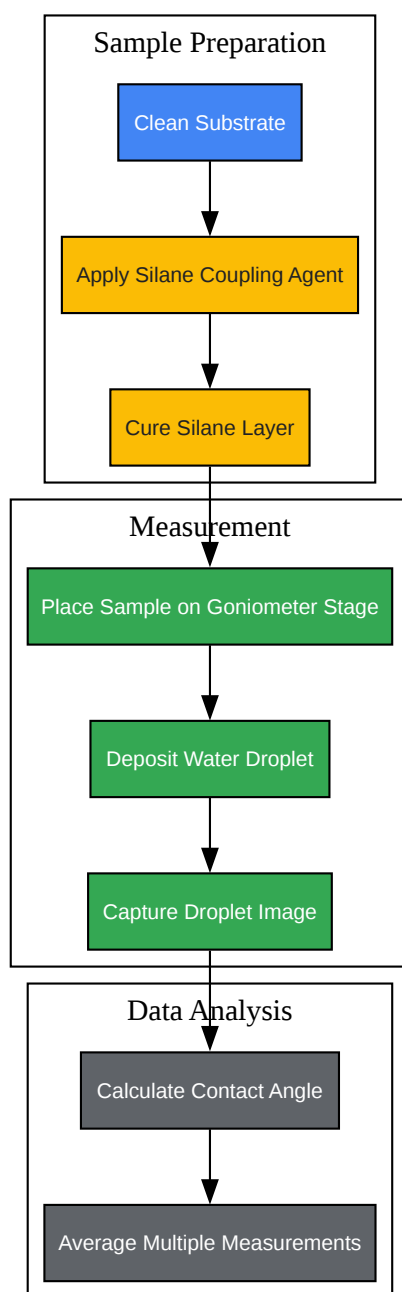 Sample Preparation
Clean Substrate
Apply Silane Coupling Agent
Cure Silane Layer
Measurement
Place Sample on Goniometer Stage
Deposit Water Droplet
Capture Droplet Image
Data Analysis
Calculate Contact Angle
Average Multiple Measurements